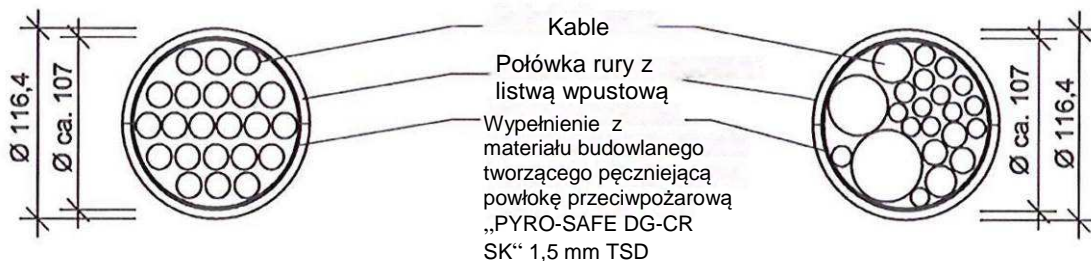 Ø 116,4
Ø ca. 107
Kable
Połówka rury z
listwą wpustową
Wypełnienie z
materiału budowlanego
tworzącego pęczniejącą
powłokę przeciwpożarową
„PYRO-SAFE DG-CR
SK“ 1,5 mm TSD
Ø ca. 107
Ø 116,4